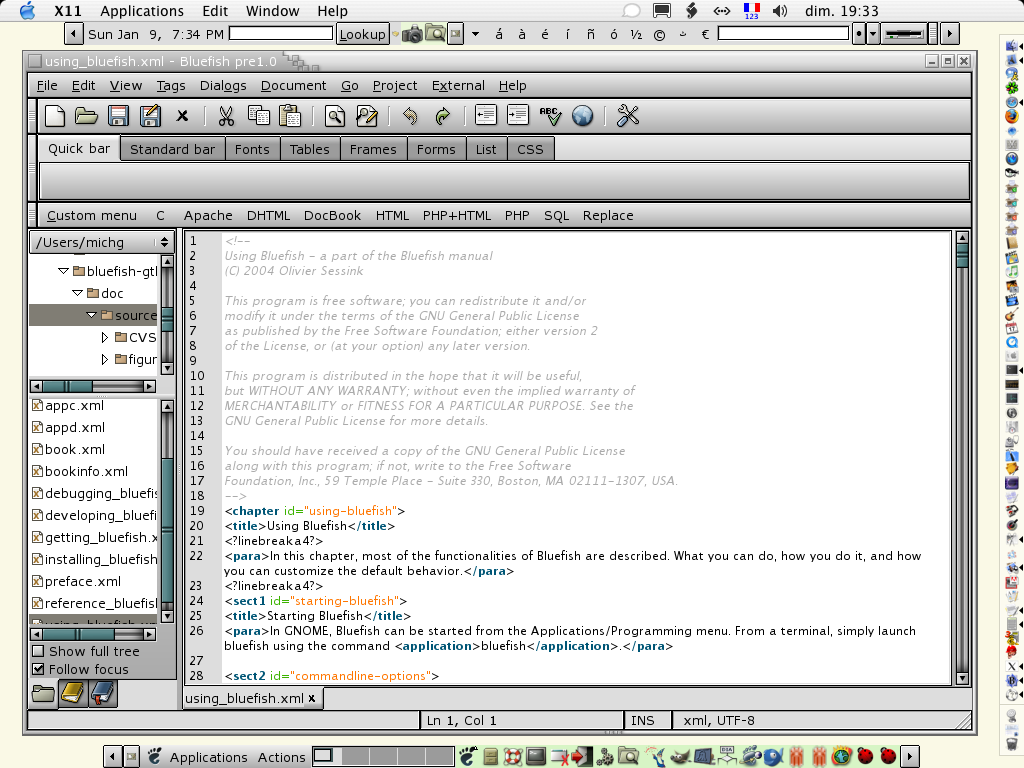 X11 Applications Edit Window Help 123 dim. 19:33
Sun Jan 9, 7:34 PM Lookup á à é í ñ ó ½ © € 
using_bluefish.xml - Bluefish pre1.0
File Edit View Tags Dialogs Document Go Project External Help
ABC
Quick bar Standard bar Fonts Tables Frames Forms List CSS
Custom menu C Apache DHTML DocBook HTML PHP+HTML PHP SQL Replace
/Users/michg
bluefish-gtl
doc
source
CVS
figur
appc.xml
appd.xml
book.xml
bookinfo.xml
debugging_bluefis
developing_bluefi
getting_bluefish.x
installing_bluefish
preface.xml
reference_bluefisl
using_bluefish.xm
Show full tree
Follow focus
1 <!--
2 Using Bluefish - a part of the Bluefish manual
3 (C) 2004 Olivier Sessink
4
5 This program is free software; you can redistribute it and/or
6 modify it under the terms of the GNU General Public License
7 as published by the Free Software Foundation; either version 2
8 of the License, or (at your option) any later version.
9
10 This program is distributed in the hope that it will be useful,
11 but WITHOUT ANY WARRANTY; without even the implied warranty of
12 MERCHANTABILITY or FITNESS FOR A PARTICULAR PURPOSE. See the
13 GNU General Public License for more details.
14
15 You should have received a copy of the GNU General Public License
16 along with this program; if not, write to the Free Software
17 Foundation, Inc., 59 Temple Place - Suite 330, Boston, MA 02111-1307, USA.
18 -->
19 <chapter id="using-bluefish">
20 <title>Using Bluefish</title>
21 <?linebreaka4?>
22 <para>In this chapter, most of the functionalities of Bluefish are described. What you can do, how you do it, and how
you can customize the default behavior.</para>
23 <?linebreaka4?>
24 <sect1 id="starting-bluefish">
25 <title>Starting Bluefish</title>
26 <para>In GNOME, Bluefish can be started from the Applications/Programming menu. From a terminal, simply launch
bluefish using the command <application>bluefish</application>.</para>
27
28 <sect2 id="commandline-options">
using_bluefish.xml x
Ln 1, Col 1 INS xml, UTF-8
Applications Actions